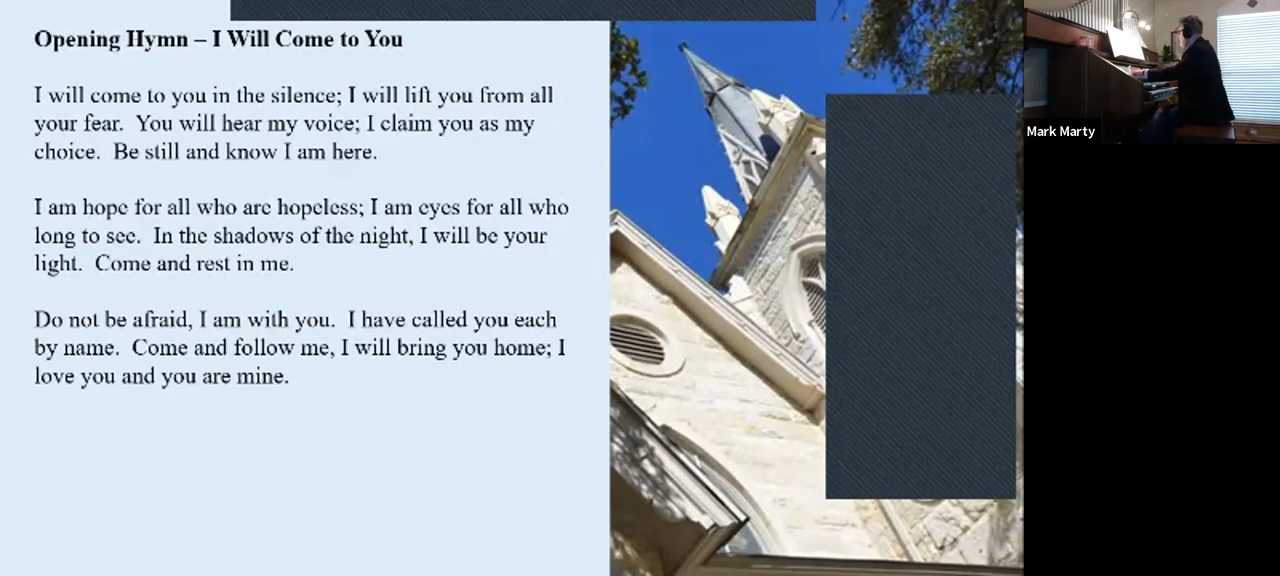 Opening Hymn – I Will Come to You
I will come to you in the silence; I will lift you from all
your fear.  You will hear my voice; I claim you as my
choice.  Be still and know I am here.
I am hope for all who are hopeless; I am eyes for all who
long to see.  In the shadows of the night, I will be your
light.  Come and rest in me.
Do not be afraid, I am with you.  I have called you each
by name.  Come and follow me, I will bring you home; I
love you and you are mine.
Mark Marty